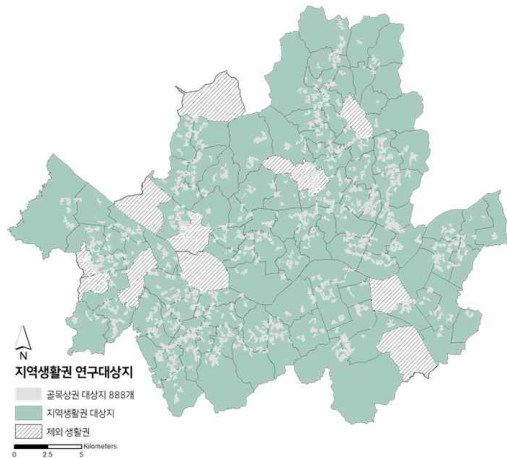 N
지역생활권 연구대상지
골목상권 대상지 888개
지역생활권 대상지
제외 생활권
Kilometers
0 2.5 5